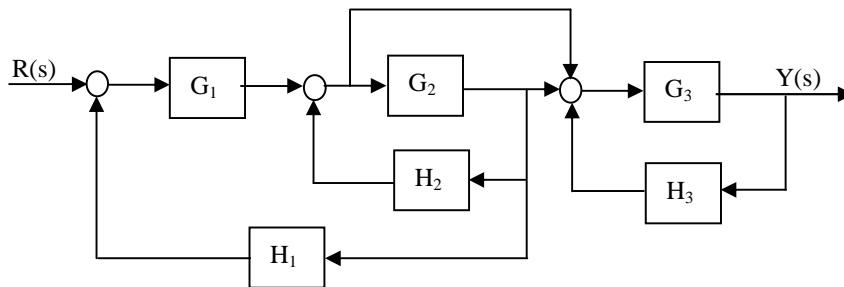 R(s)
G₁
G₂
G₃
Y(s)
H₂
H₃
H₁